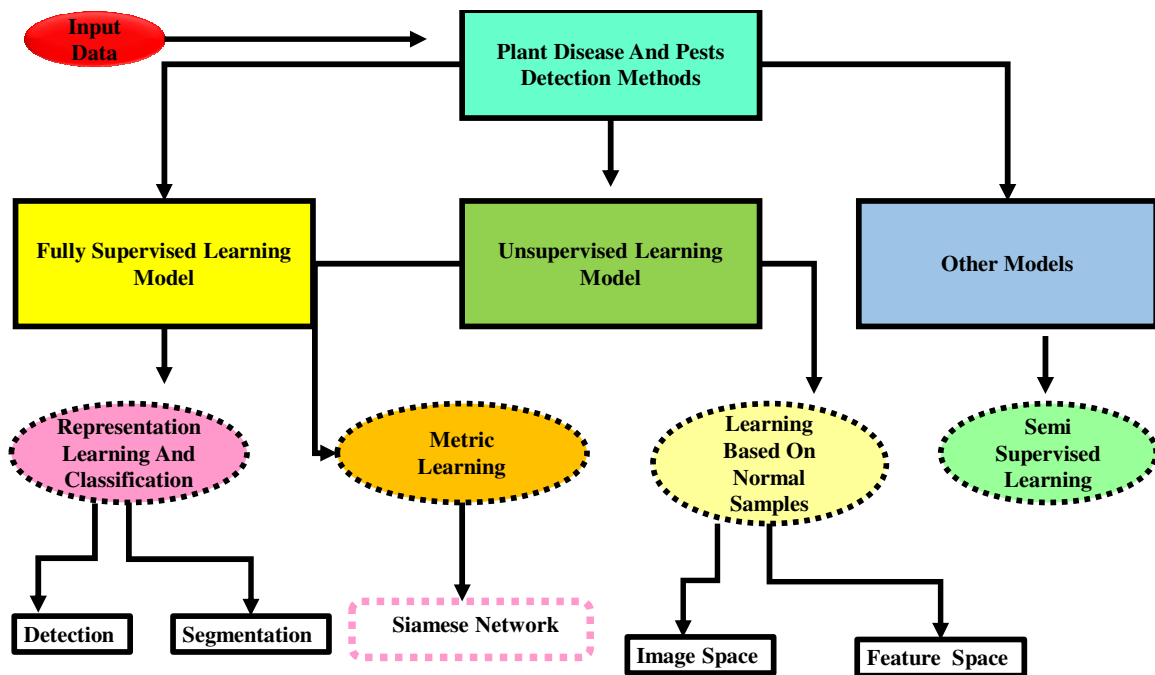 Input
Data
Plant Disease And Pests
Detection Methods
Fully Supervised Learning
Model
Unsupervised Learning
Model
Other Models
Representation
Learning And
Classification
Metric
Learning
Learning
Based On
Normal
Samples
Semi
Supervised
Learning
Detection
Segmentation
Siamese Network
Image Space
Feature Space